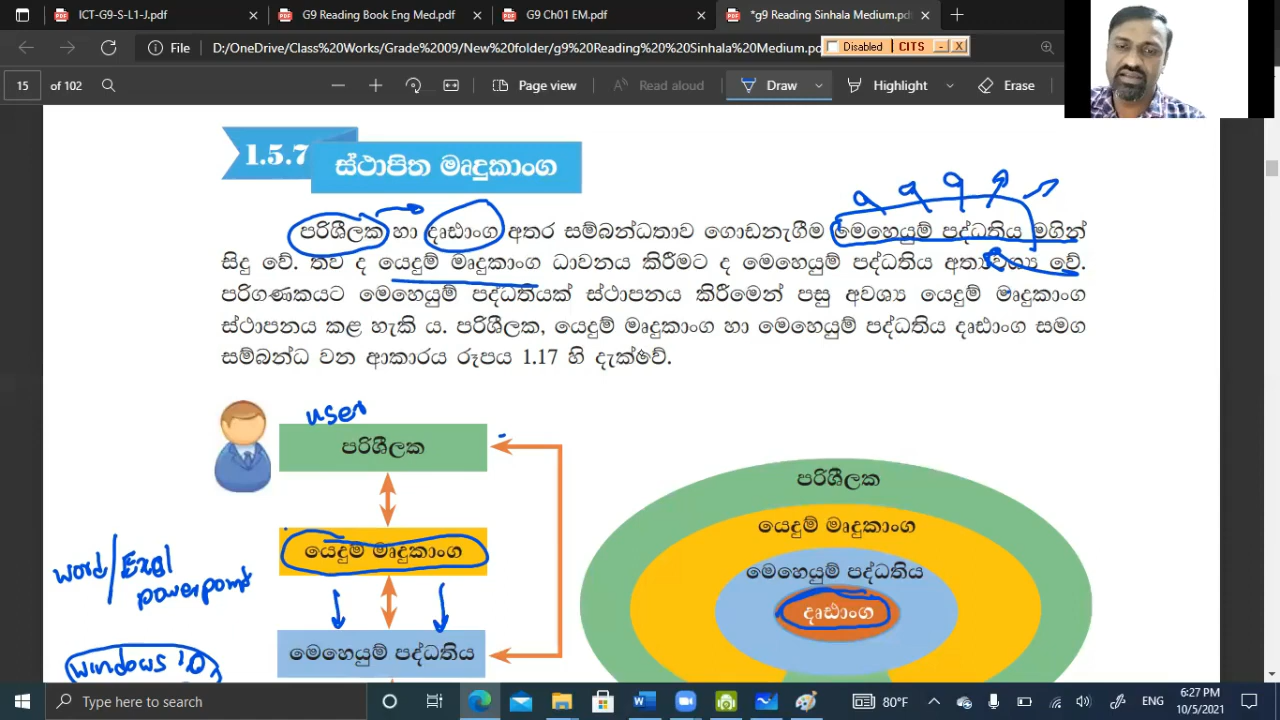 ICT-G9-S-L1-J.pdf
G9 Reading Book Eng Med.pdf
G9 Ch01 EM.pdf
*g9 Reading Sinhala Medium.pdf
File
D:/OneDrive/Class%20Works/Grade%2009/New%20folder/g9%20Reading%20%20Sinhala%20Medium.pd
Disabled
CITS
15 of 102
Page view
Read aloud
Draw
Highlight
Erase
1.5.7
ස්ථාපිත මෘදුකාංග
පරිශීලක හා දෘඪාංග අතර සම්බන්ධතාව ගොඩනැගීම මෙහෙයුම් පද්ධතිය මගින්
සිදු වේ. තව ද යෙදුම් මෘදුකාංග ධාවනය කිරීමට ද මෙහෙයුම් පද්ධතිය අත්‍යවශ්‍ය වේ.
පරිගණකයට මෙහෙයුම් පද්ධතියක් ස්ථාපනය කිරීමෙන් පසු අවශ්‍ය යෙදුම් මෘදුකාංග
ස්ථාපනය කළ හැකි ය. පරිශීලක, යෙදුම් මෘදුකාංග හා මෙහෙයුම් පද්ධතිය දෘඪාංග සමග
සම්බන්ධ වන ආකාරය රූපය 1.17 හි දැක්වේ.
user
පරිශීලක
යෙදුම් මෘදුකාංග
word/Excel
powerpoint
මෙහෙයුම් පද්ධතිය
windows 10
පරිශීලක
යෙදුම් මෘදුකාංග
මෙහෙයුම් පද්ධතිය
දෘඪාංග
Type here to search
80°F
ENG
6:27 PM
10/5/2021